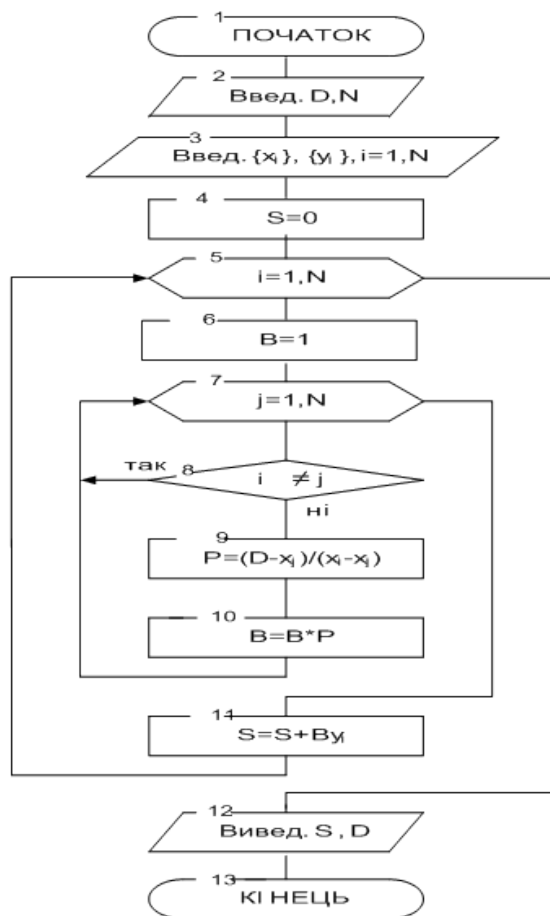 1
ПОЧАТОК
2
Введ. D,N
3
Введ. {xᵢ}, {yᵢ}, i=1,N
4
S=0
5
i=1,N
6
B=1
7
j=1,N
так
8
i ≠ j
ні
9
P=(D-xⱼ)/(xᵢ-xⱼ)
10
B=B*P
11
S=S+Byᵢ
12
Вивед. S , D
13
КІ НЕЦЬ